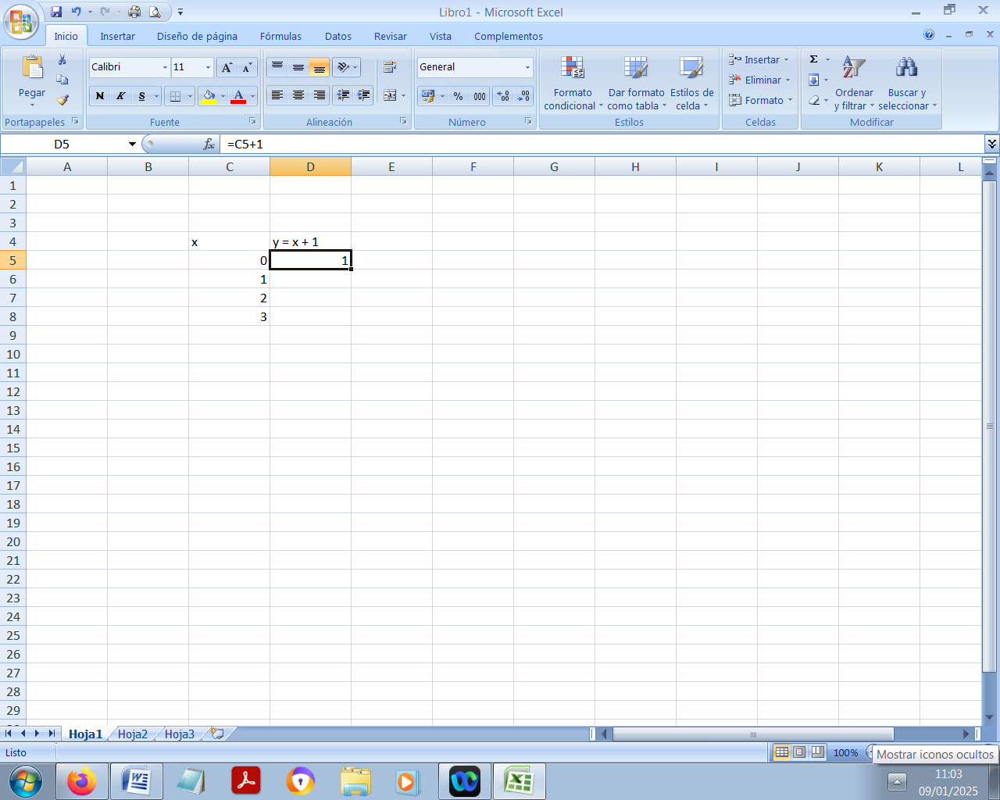 Libro1 - Microsoft Excel
Inicio Insertar Diseño de página Fórmulas Datos Revisar Vista Complementos
Pegar
Portapapeles
Calibri 11
N K S
Fuente
Alineación
General
% 000
Número
Formato condicional
Dar formato como tabla
Estilos de celda
Estilos
Insertar
Eliminar
Formato
Celdas
Σ
Ordenar y filtrar
Buscar y seleccionar
Modificar
D5 fx =C5+1
A B C D E F G H I J K L
1
2
3
4 x y = x + 1
5 0 1
6 1
7 2
8 3
9
10
11
12
13
14
15
16
17
18
19
20
21
22
23
24
25
26
27
28
29
Hoja1 Hoja2 Hoja3
Listo 100%
Mostrar iconos ocultos
11:03
09/01/2025